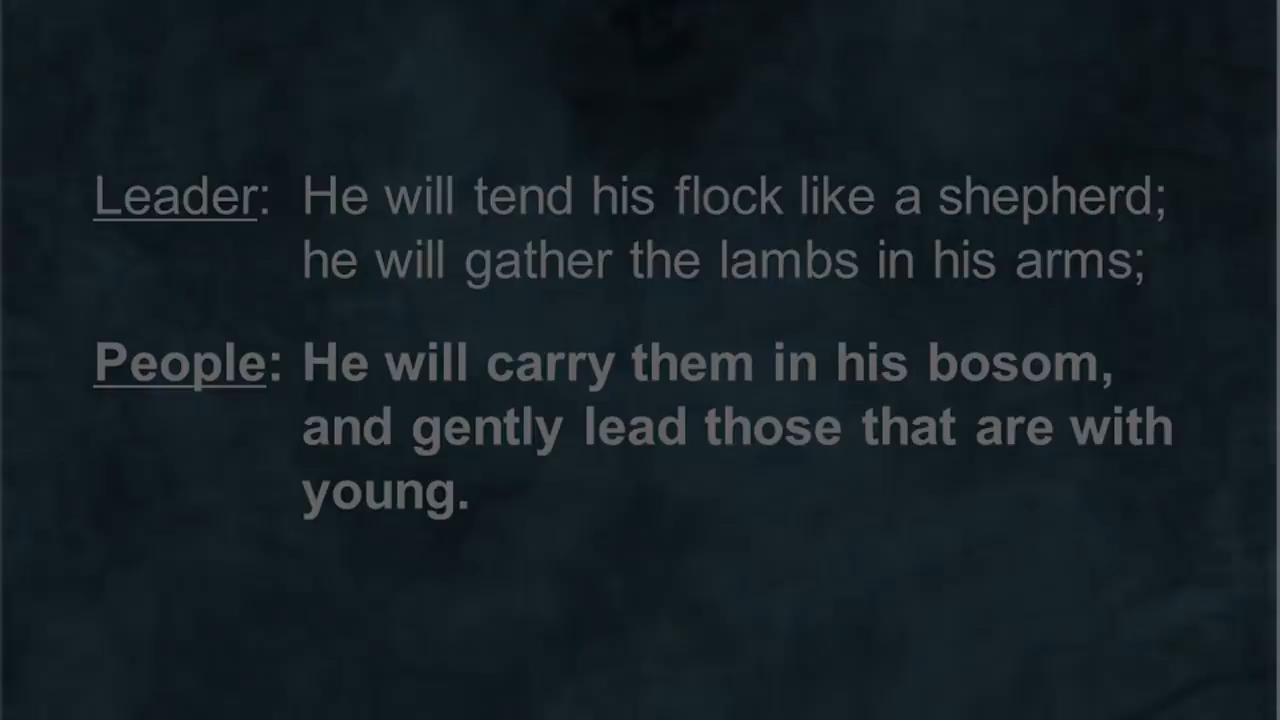 Leader: He will tend his flock like a shepherd;
he will gather the lambs in his arms;
People: He will carry them in his bosom,
and gently lead those that are with
young.